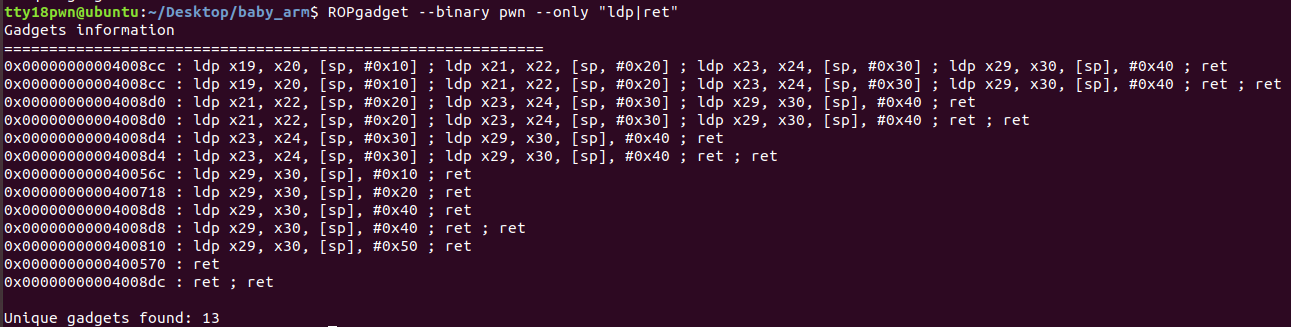 tty18pwn@ubuntu:~/Desktop/baby_arm$ ROPgadget --binary pwn --only "ldp|ret"
Gadgets information
============================================================
0x00000000004008cc : ldp x19, x20, [sp, #0x10] ; ldp x21, x22, [sp, #0x20] ; ldp x23, x24, [sp, #0x30] ; ldp x29, x30, [sp], #0x40 ; ret
0x00000000004008cc : ldp x19, x20, [sp, #0x10] ; ldp x21, x22, [sp, #0x20] ; ldp x23, x24, [sp, #0x30] ; ldp x29, x30, [sp], #0x40 ; ret ; ret
0x00000000004008d0 : ldp x21, x22, [sp, #0x20] ; ldp x23, x24, [sp, #0x30] ; ldp x29, x30, [sp], #0x40 ; ret
0x00000000004008d0 : ldp x21, x22, [sp, #0x20] ; ldp x23, x24, [sp, #0x30] ; ldp x29, x30, [sp], #0x40 ; ret ; ret
0x00000000004008d4 : ldp x23, x24, [sp, #0x30] ; ldp x29, x30, [sp], #0x40 ; ret
0x00000000004008d4 : ldp x23, x24, [sp, #0x30] ; ldp x29, x30, [sp], #0x40 ; ret ; ret
0x000000000040056c : ldp x29, x30, [sp], #0x10 ; ret
0x0000000000400718 : ldp x29, x30, [sp], #0x20 ; ret
0x00000000004008d8 : ldp x29, x30, [sp], #0x40 ; ret
0x00000000004008d8 : ldp x29, x30, [sp], #0x40 ; ret ; ret
0x0000000000400810 : ldp x29, x30, [sp], #0x50 ; ret
0x0000000000400570 : ret
0x00000000004008dc : ret ; ret
Unique gadgets found: 13